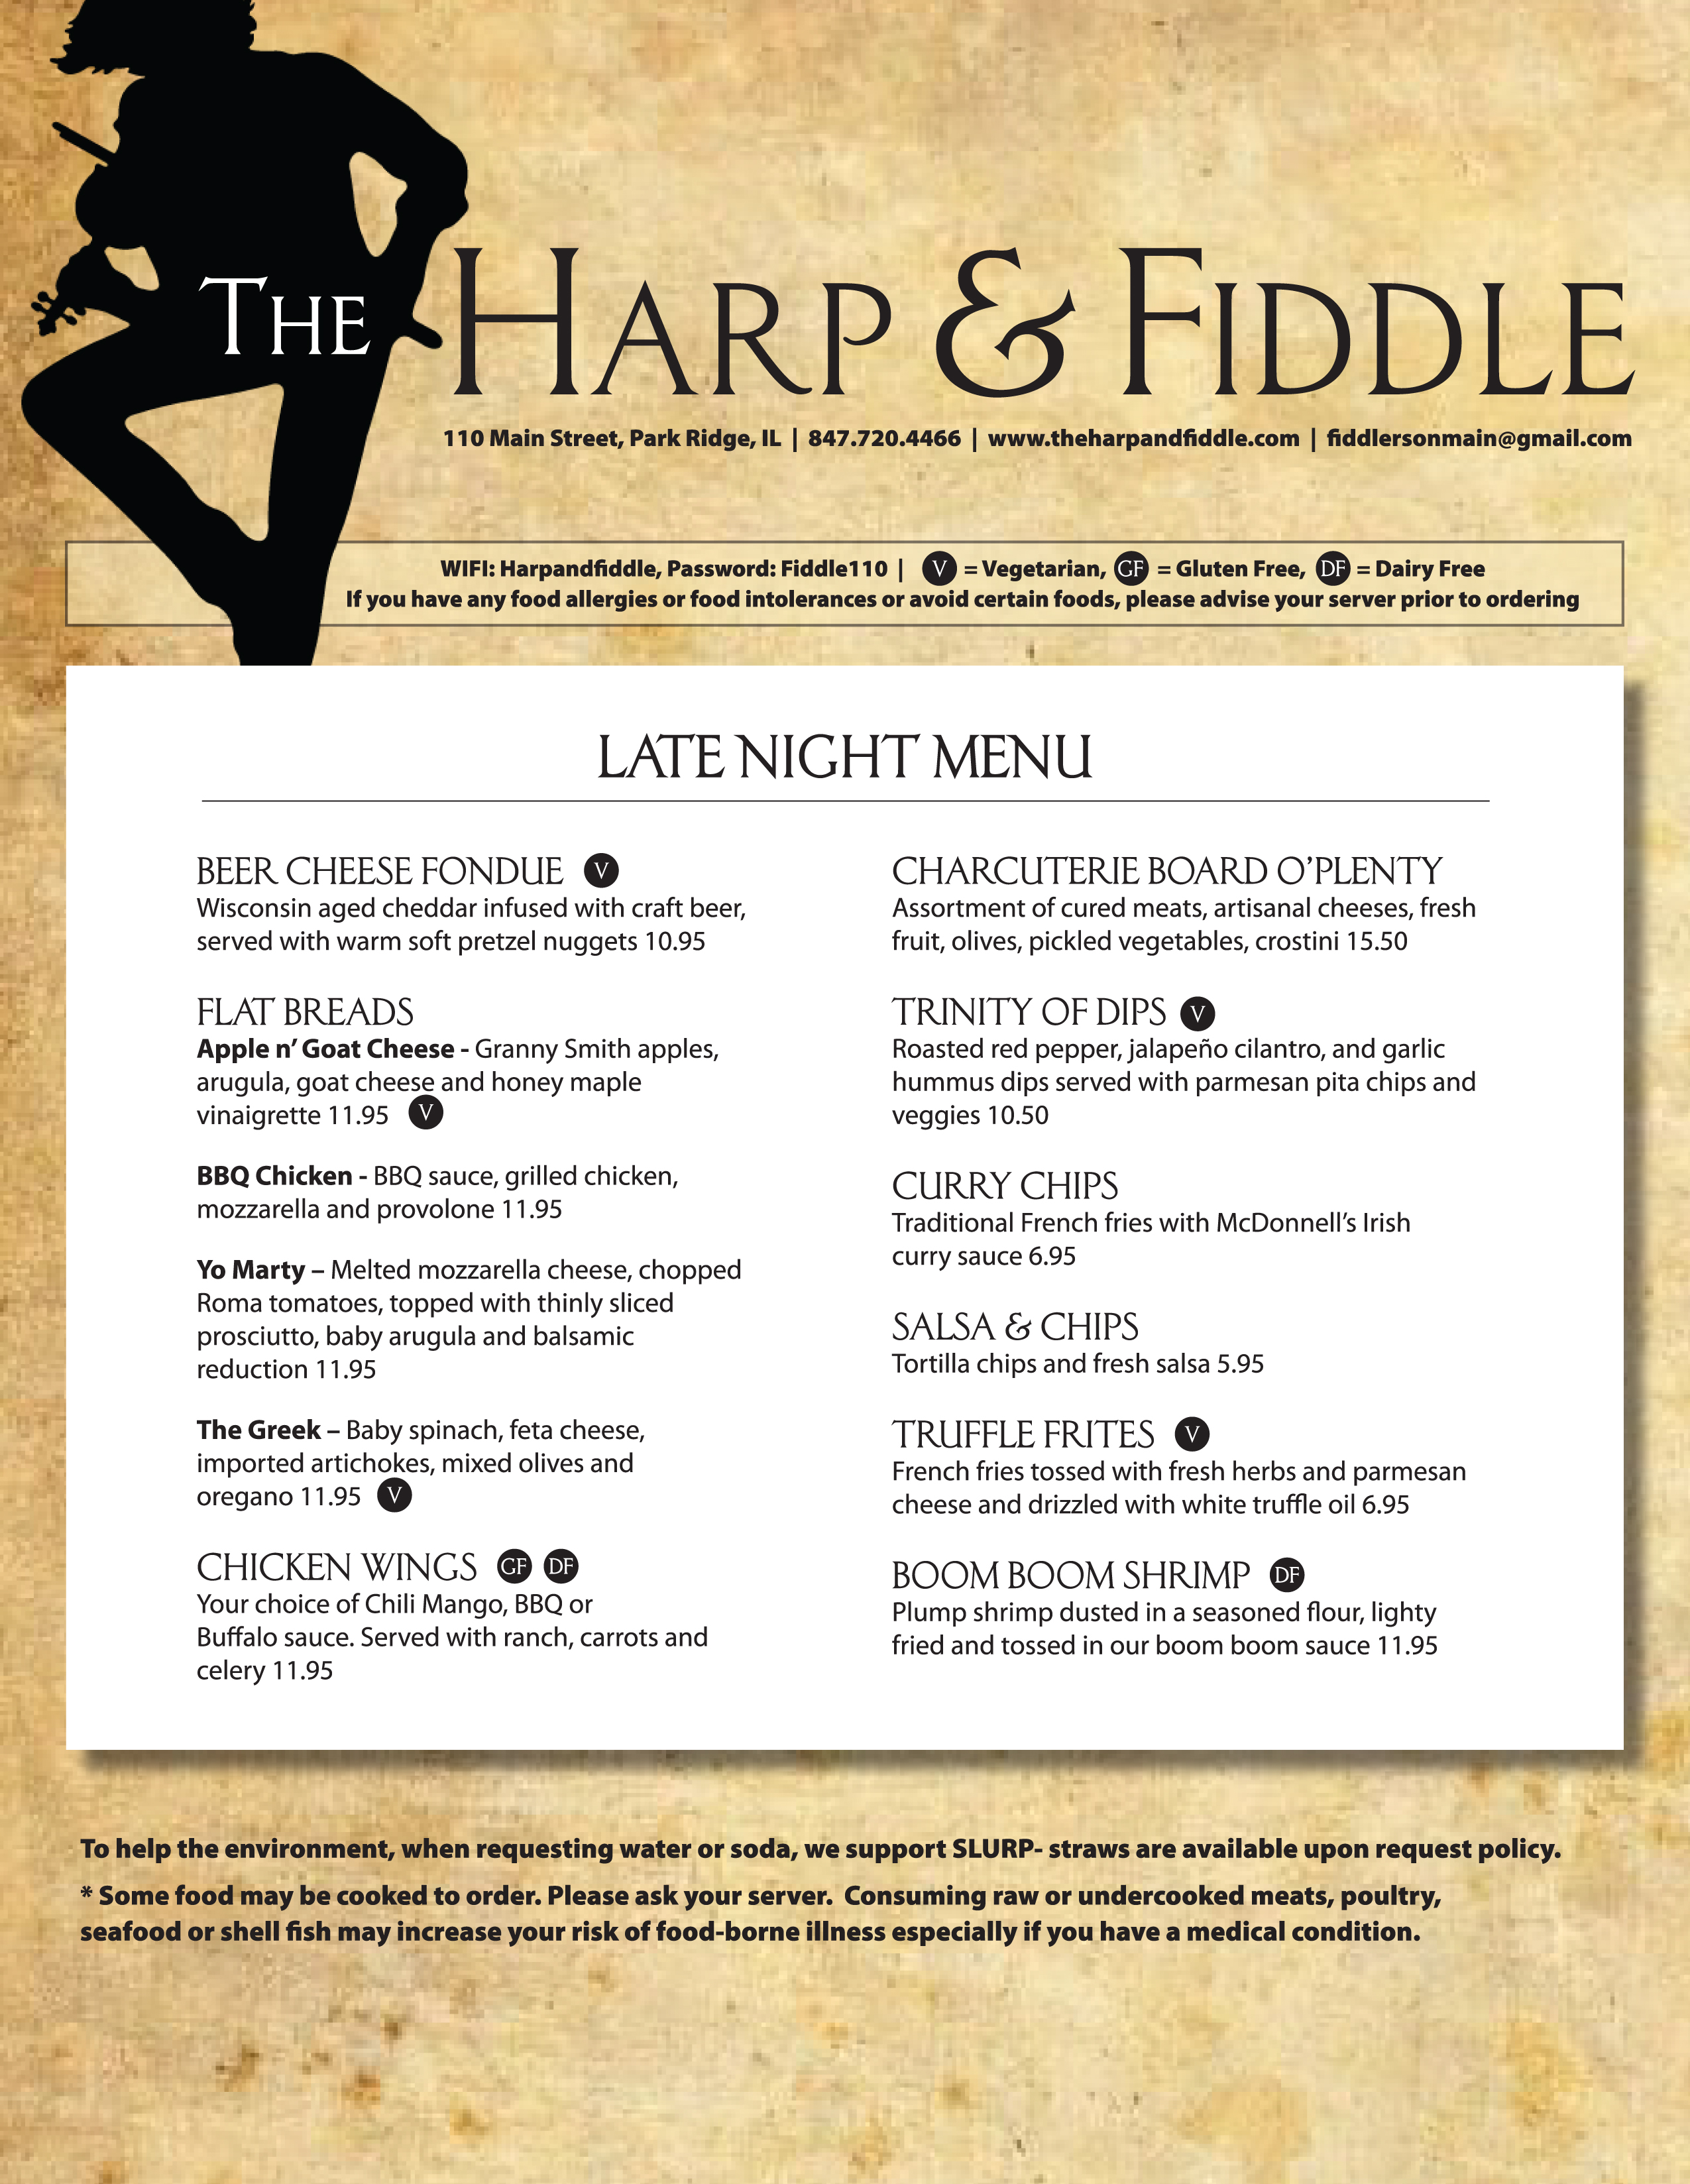 THE HARP & FIDDLE
110 Main Street, Park Ridge, IL | 847.720.4466 | www.theharpandfiddle.com | fiddlersonmain@gmail.com
WIFI: Harpandfiddle, Password: Fiddle110 | V = Vegetarian, GF = Gluten Free, DF = Dairy Free
If you have any food allergies or food intolerances or avoid certain foods, please advise your server prior to ordering
LATE NIGHT MENU
BEER CHEESE FONDUE V
Wisconsin aged cheddar infused with craft beer,
served with warm soft pretzel nuggets 10.95
FLAT BREADS
Apple n’ Goat Cheese - Granny Smith apples,
arugula, goat cheese and honey maple
vinaigrette 11.95 V
BBQ Chicken - BBQ sauce, grilled chicken,
mozzarella and provolone 11.95
Yo Marty – Melted mozzarella cheese, chopped
Roma tomatoes, topped with thinly sliced
prosciutto, baby arugula and balsamic
reduction 11.95
The Greek – Baby spinach, feta cheese,
imported artichokes, mixed olives and
oregano 11.95 V
CHICKEN WINGS GF DF
Your choice of Chili Mango, BBQ or
Buffalo sauce. Served with ranch, carrots and
celery 11.95
CHARCUTERIE BOARD O’PLENTY
Assortment of cured meats, artisanal cheeses, fresh
fruit, olives, pickled vegetables, crostini 15.50
TRINITY OF DIPS V
Roasted red pepper, jalapeño cilantro, and garlic
hummus dips served with parmesan pita chips and
veggies 10.50
CURRY CHIPS
Traditional French fries with McDonnell’s Irish
curry sauce 6.95
SALSA & CHIPS
Tortilla chips and fresh salsa 5.95
TRUFFLE FRITES V
French fries tossed with fresh herbs and parmesan
cheese and drizzled with white truffle oil 6.95
BOOM BOOM SHRIMP DF
Plump shrimp dusted in a seasoned flour, lighty
fried and tossed in our boom boom sauce 11.95
To help the environment, when requesting water or soda, we support SLURP- straws are available upon request policy.
* Some food may be cooked to order. Please ask your server. Consuming raw or undercooked meats, poultry,
seafood or shell fish may increase your risk of food-borne illness especially if you have a medical condition.